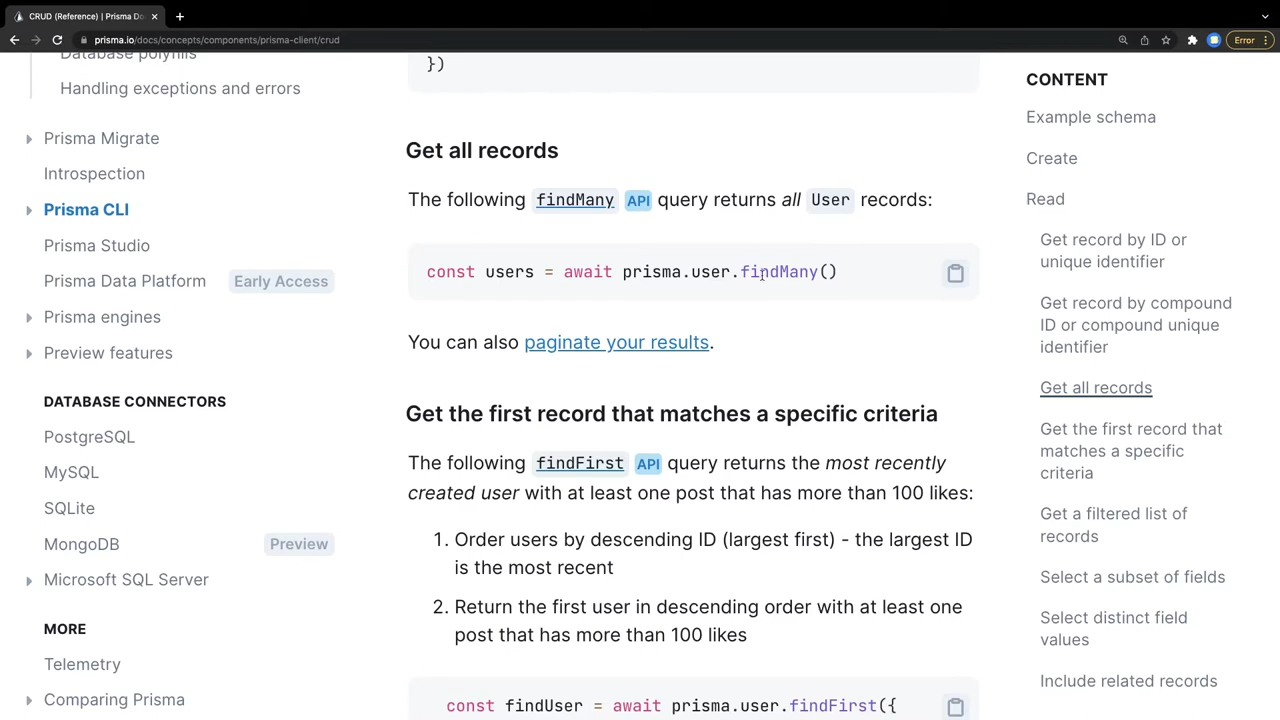 CRUD (Reference) | Prisma Do
prisma.io/docs/concepts/components/prisma-client/crud
Error
Database polyfills
Handling exceptions and errors
Prisma Migrate
Introspection
Prisma CLI
Prisma Studio
Prisma Data Platform Early Access
Prisma engines
Preview features
DATABASE CONNECTORS
PostgreSQL
MySQL
SQLite
MongoDB Preview
Microsoft SQL Server
MORE
Telemetry
Comparing Prisma
})
Get all records
The following findMany API query returns all User records:
const users = await prisma.user.findMany()
You can also paginate your results.
Get the first record that matches a specific criteria
The following findFirst API query returns the most recently
created user with at least one post that has more than 100 likes:
1. Order users by descending ID (largest first) - the largest ID
is the most recent
2. Return the first user in descending order with at least one
post that has more than 100 likes
const findUser = await prisma.user.findFirst({
CONTENT
Example schema
Create
Read
Get record by ID or
unique identifier
Get record by compound
ID or compound unique
identifier
Get all records
Get the first record that
matches a specific
criteria
Get a filtered list of
records
Select a subset of fields
Select distinct field
values
Include related records